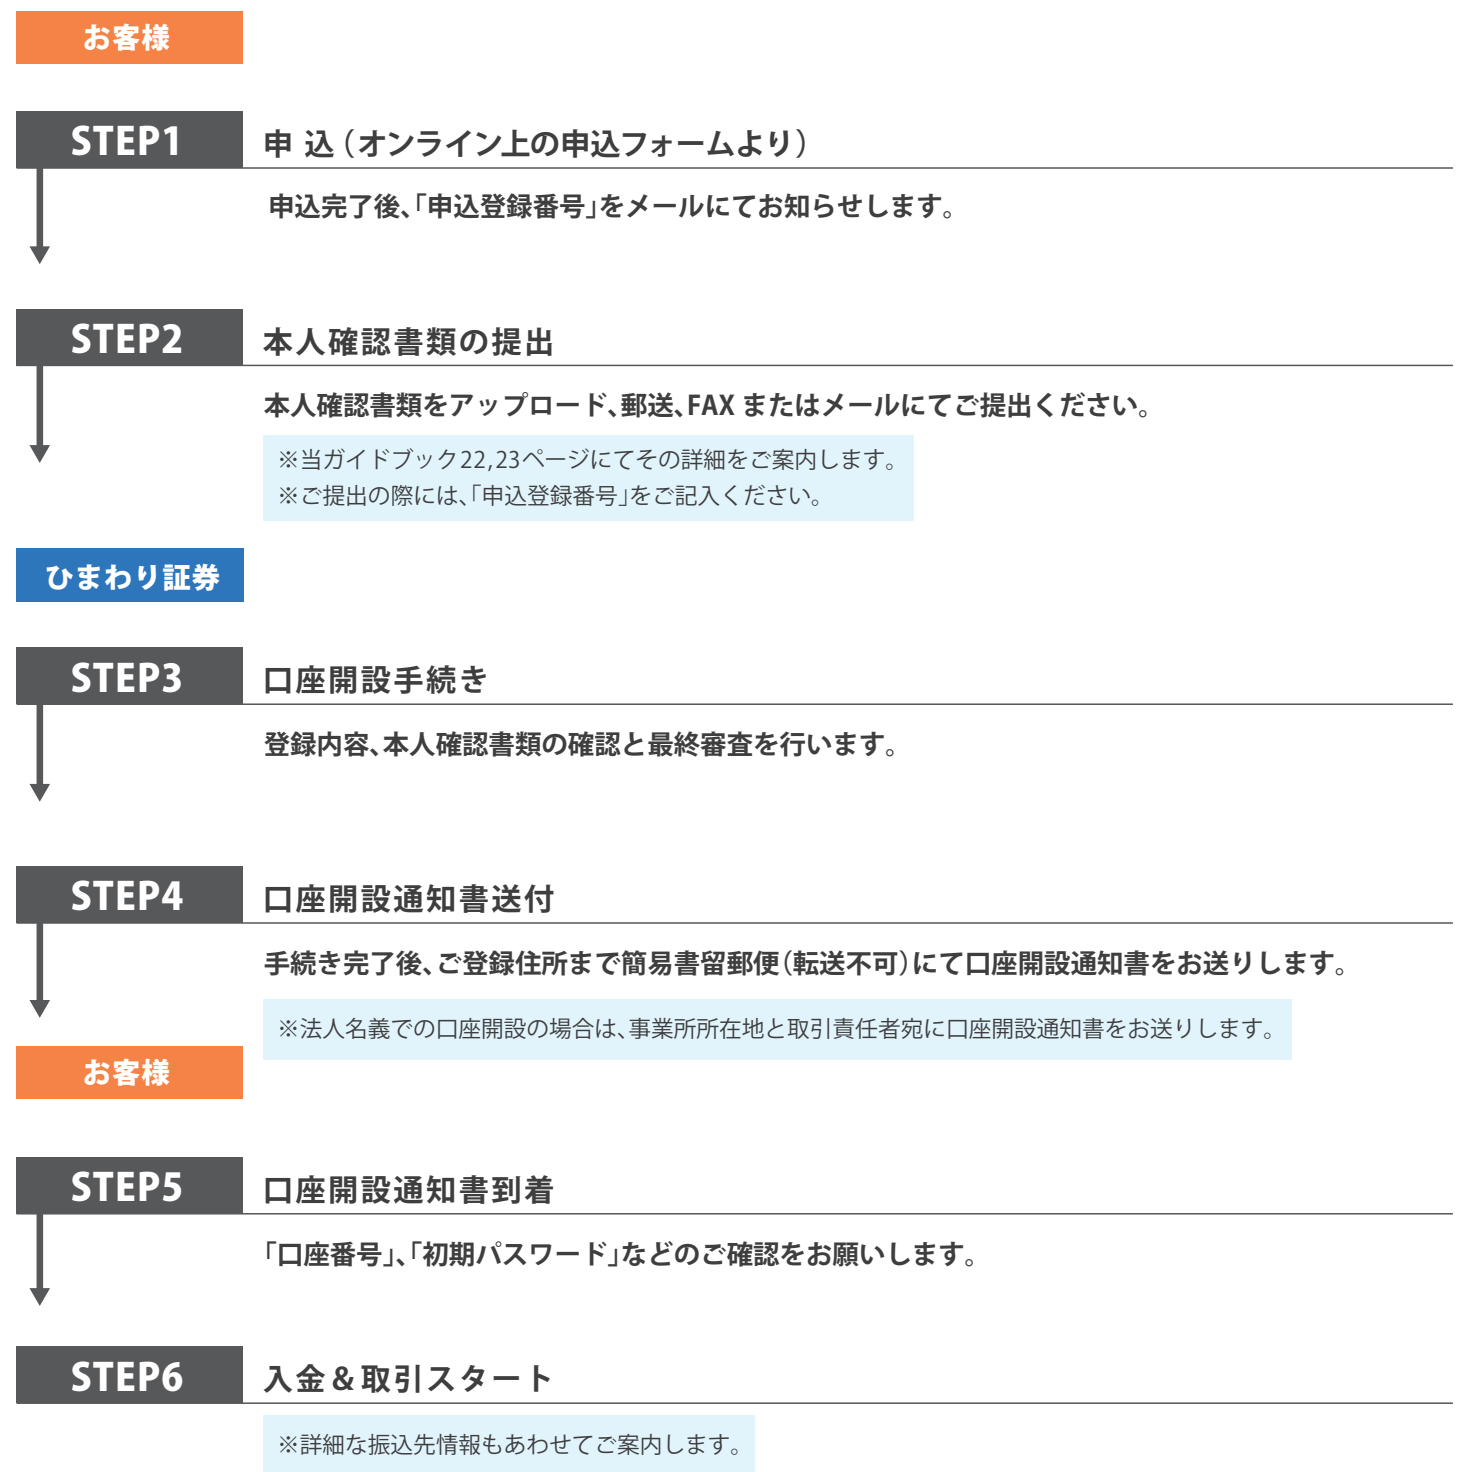 お客様
STEP1
申 込（オンライン上の申込フォームより）
申込完了後、「申込登録番号」をメールにてお知らせします。
STEP2
本人確認書類の提出
本人確認書類をアップロード、郵送、FAX またはメールにてご提出ください。
※当ガイドブック22,23ページにてその詳細をご案内します。
※ご提出の際には、「申込登録番号」をご記入ください。
ひまわり証券
STEP3
口座開設手続き
登録内容、本人確認書類の確認と最終審査を行います。
STEP4
口座開設通知書送付
手続き完了後、ご登録住所まで簡易書留郵便（転送不可）にて口座開設通知書をお送りします。
※法人名義での口座開設の場合は、事業所所在地と取引責任者宛に口座開設通知書をお送りします。
お客様
STEP5
口座開設通知書到着
「口座番号」、「初期パスワード」などのご確認をお願いします。
STEP6
入金＆取引スタート
※詳細な振込先情報もあわせてご案内します。